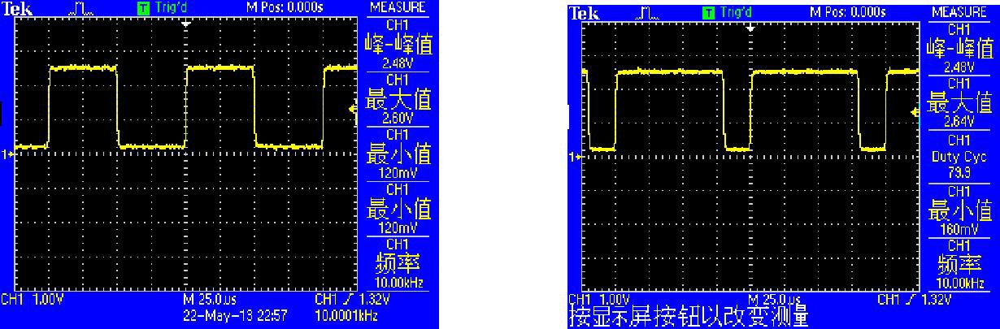 Tek T Trig'd M Pos: 0.000s MEASURE
CH1
峰-峰值
2.48V
CH1
最大值
2.60V
CH1
最小值
120mV
CH1
最小值
120mV
CH1
频率
10.00kHz
1
CH1 1.00V M 25.0us CH1 1.32V
22-May-13 22:57 10.0001kHz
Tek T Trig'd M Pos: 0.000s MEASURE
CH1
峰-峰值
2.48V
CH1
最大值
2.64V
CH1
Duty Cyc
79.9
CH1
最小值
160mV
CH1
频率
10.00kHz
1
CH1 1.00V M 25.0us CH1 1.32V
按显示屏按钮以改变测量